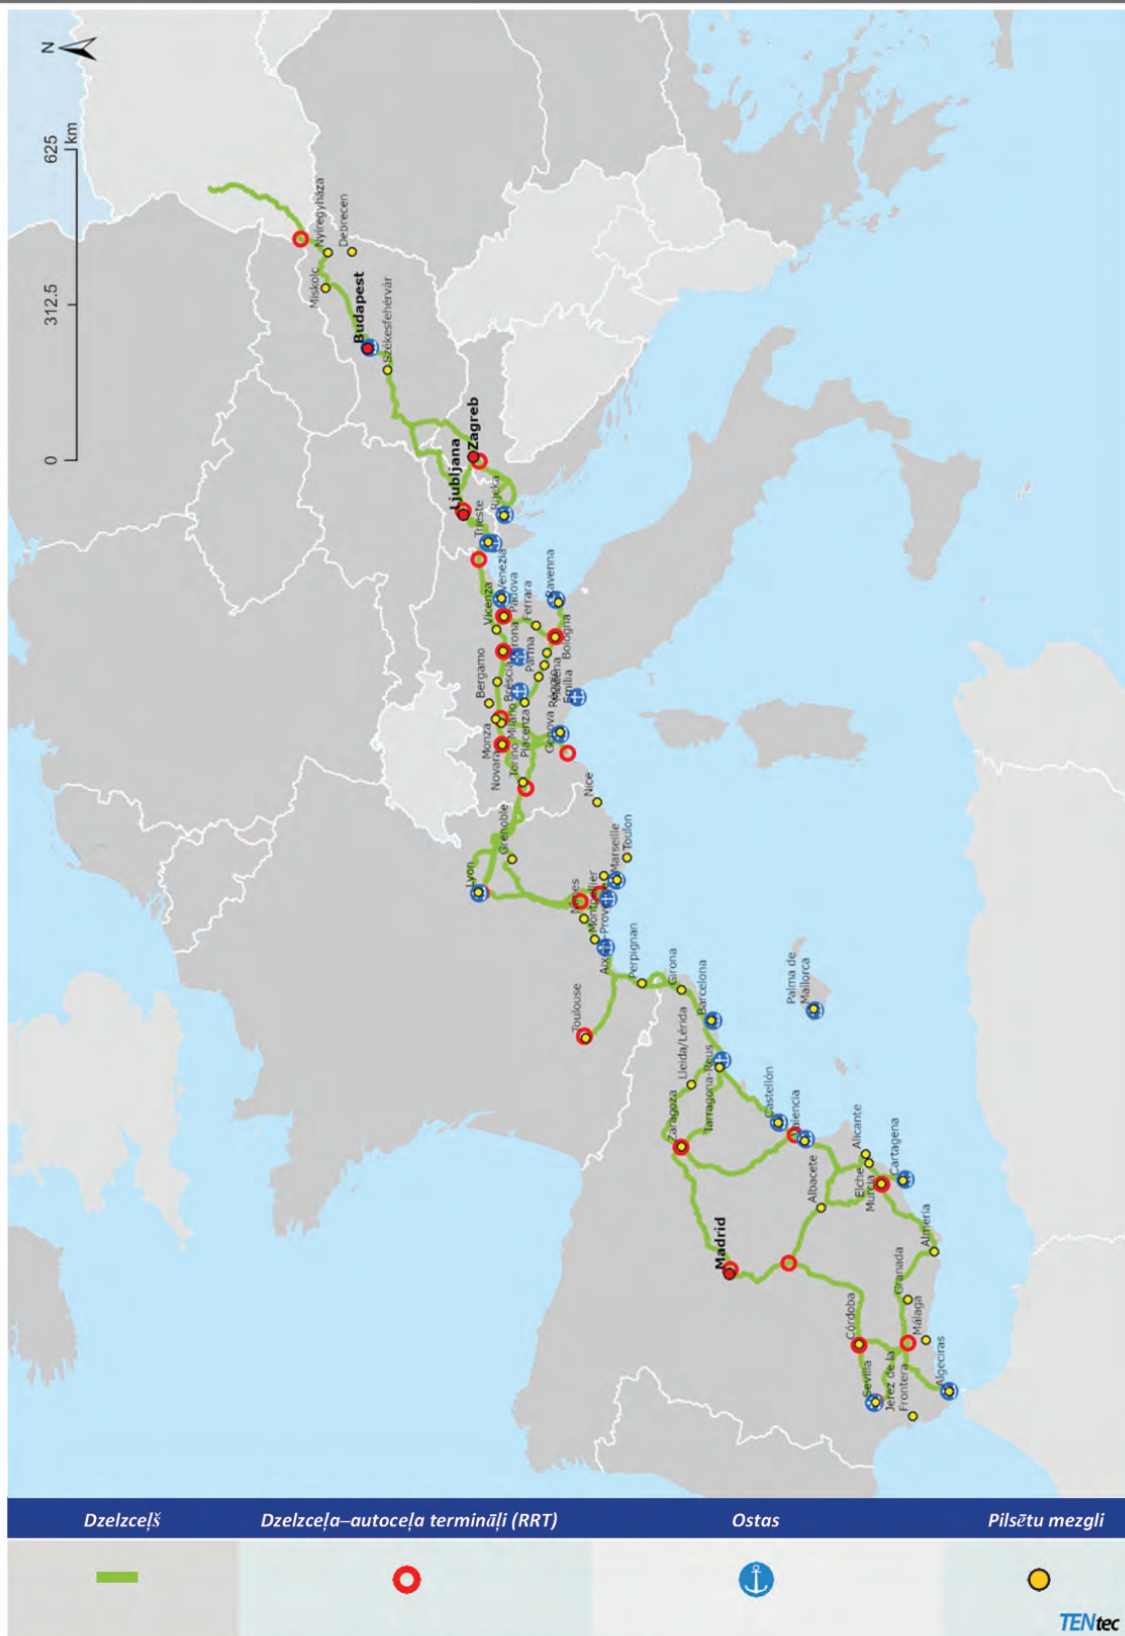 N
0
312.5
625
km
Nyíregyháza
Debrecen
Miskolc
Budapest
Székesfehérvár
Zagreb
Ljubljana
Rijeka
Trieste
Venezia
Padova
Vicenza
Ferrara
Ravenna
Bologna
Parma
Bergamo
Brescia
Milano
Piacenza
Monza
Novara
Torino
Genova
Emilia
Nice
Grenoble
Lyon
Toulon
Marseille
Nîmes
Perpignan
Toulouse
Girona
Barcelona
Lleida/Lérida
Tarragona-Reus
Zaragoza
Palma de
Mallorca
Castellón
Alicante
Elche
Murcia
Cartagena
Albacete
Almería
Madrid
Granada
Málaga
Córdoba
Sevilla
Jerez de la
Frontera
Algeciras
Dzelzceļš
Dzelzceļa–autoceļa termināļi (RRT)
Ostas
Pilsētu mezgli
TENtec